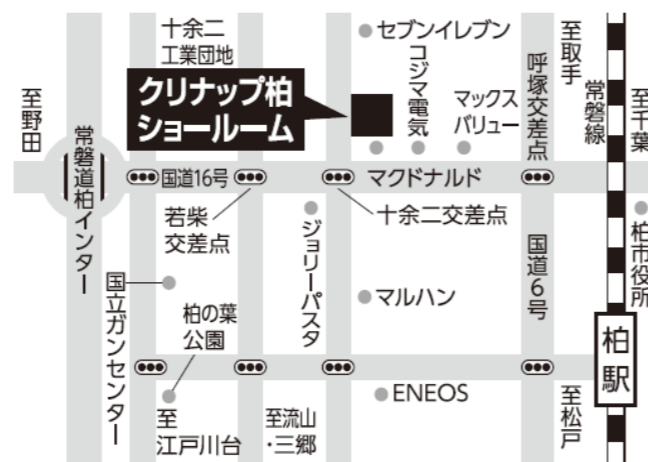 十余二
工業団地
セブンイレブン
コジマ電気
マックス
バリュー
呼塚交差点
至取手
常磐線
至千葉
至野田
クリナップ柏
ショールーム
常磐道柏インター
国道16号
マクドナルド
若柴
交差点
十余二交差点
ジョリーパスタ
国道6号
柏市役所
国立ガンセンター
柏の葉
公園
マルハン
柏駅
ENEOS
至
江戸川台
至流山
・三郷
至松戸